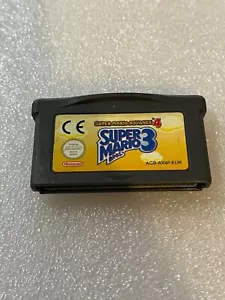 SUPER MARIO ADVANCE 4
CE
SUPER
MARIO 3
BROS.
Nintendo
AGB-AX4P-EUR